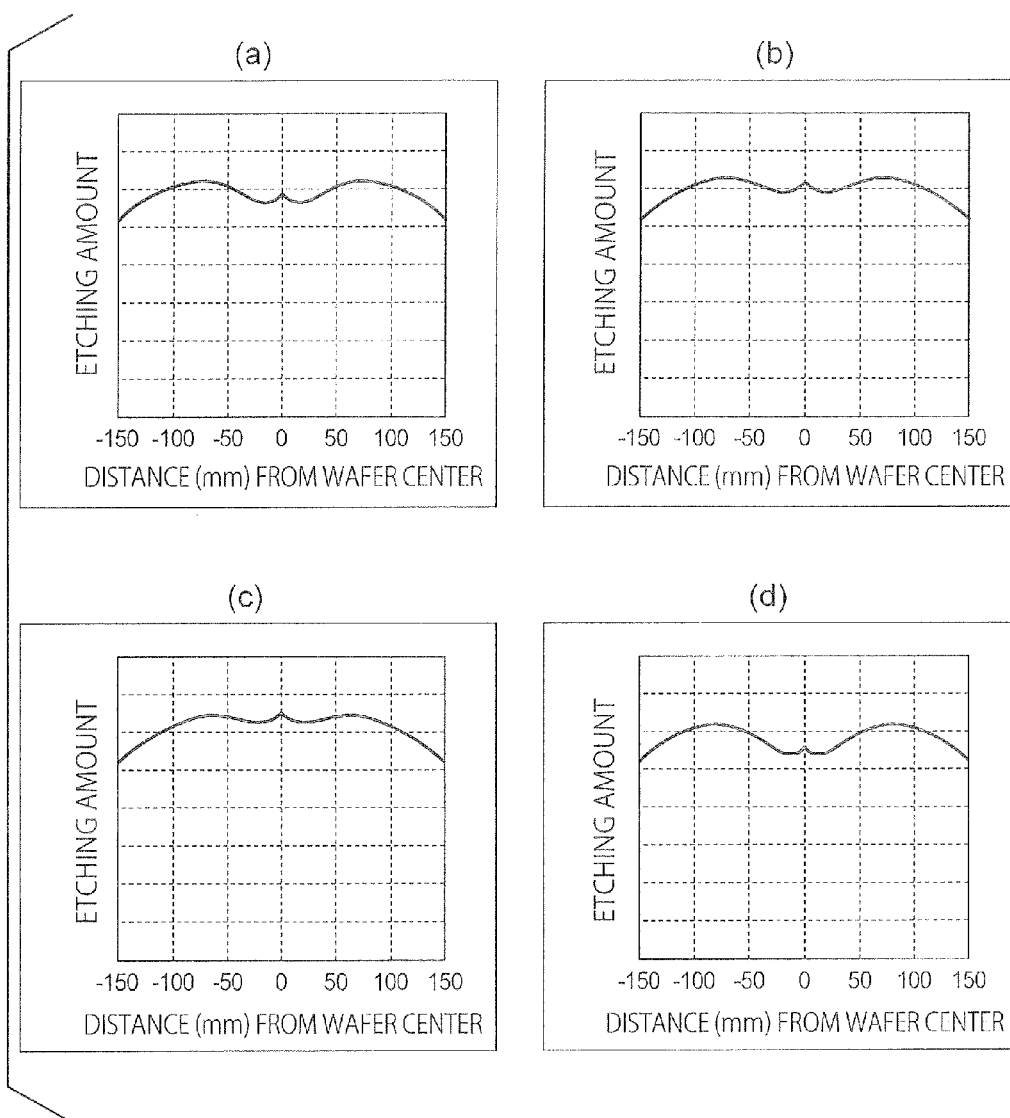 (a)
ETCHING AMOUNT
-150 -100 -50 0 50 100 150
DISTANCE (mm) FROM WAFER CENTER
(b)
ETCHING AMOUNT
-150 -100 -50 0 50 100 150
DISTANCE (mm) FROM WAFER CENTER
(c)
ETCHING AMOUNT
-150 -100 -50 0 50 100 150
DISTANCE (mm) FROM WAFER CENTER
(d)
ETCHING AMOUNT
-150 -100 -50 0 50 100 150
DISTANCE (mm) FROM WAFER CENTER